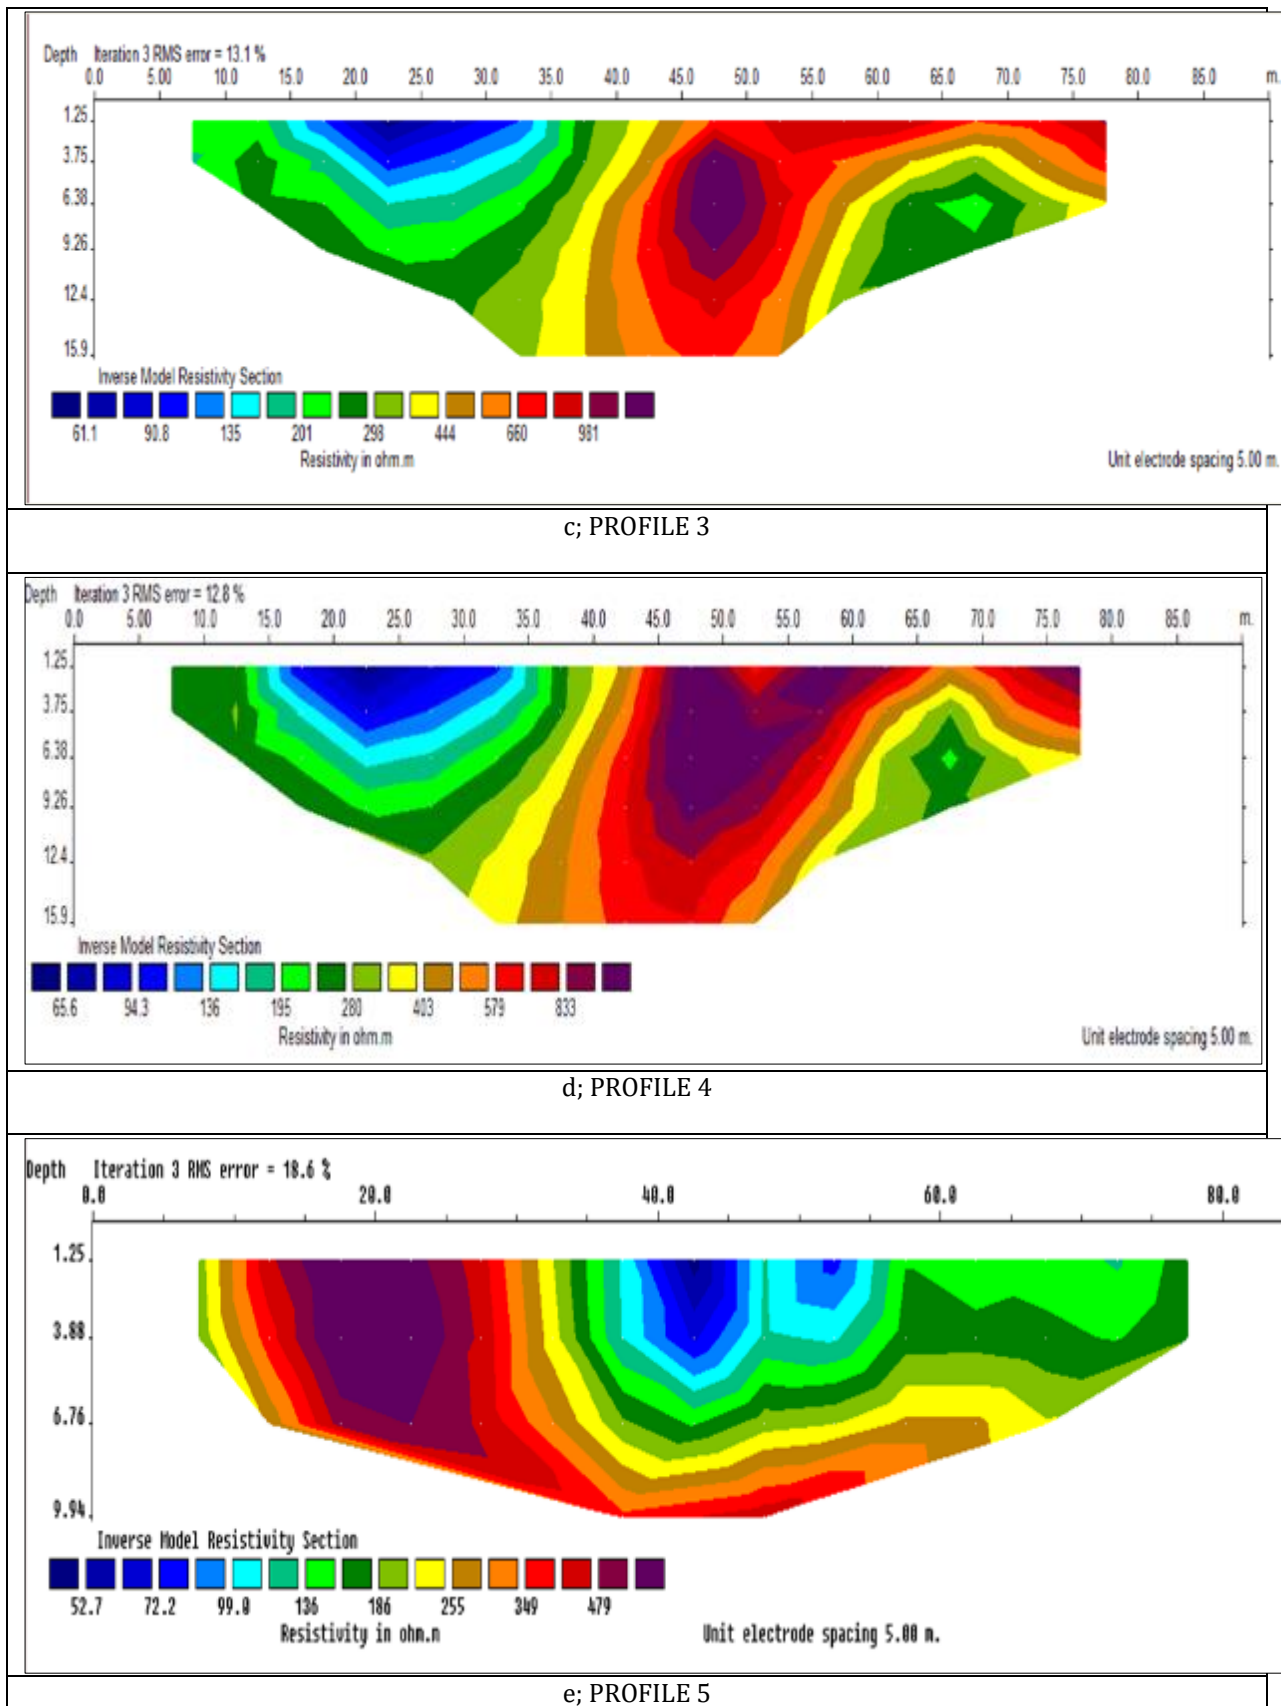 Depth Iteration 3 RMS error = 13.1 %
0.0 5.00 10.0 15.0 20.0 25.0 30.0 35.0 40.0 45.0 50.0 55.0 60.0 65.0 70.0 75.0 80.0 85.0 m.
1.25
3.75
6.38
9.26
12.4
15.9
Inverse Model Resistivity Section
61.1 90.8 135 201 298 444 660 981
Resistivity in ohm.m Unit electrode spacing 5.00 m.
c; PROFILE 3
Depth Iteration 3 RMS error = 12.8 %
0.0 5.00 10.0 15.0 20.0 25.0 30.0 35.0 40.0 45.0 50.0 55.0 60.0 65.0 70.0 75.0 80.0 85.0 m.
1.25
3.75
6.38
9.26
12.4
15.9
Inverse Model Resistivity Section
65.6 94.3 136 195 280 403 579 833
Resistivity in ohm.m Unit electrode spacing 5.00 m.
d; PROFILE 4
Depth Iteration 3 RMS error = 18.6 %
0.0 20.0 40.0 60.0 80.0
1.25
3.88
6.76
9.94
Inverse Model Resistivity Section
52.7 72.2 99.0 136 186 255 349 479
Resistivity in ohm.m Unit electrode spacing 5.00 m.
e; PROFILE 5